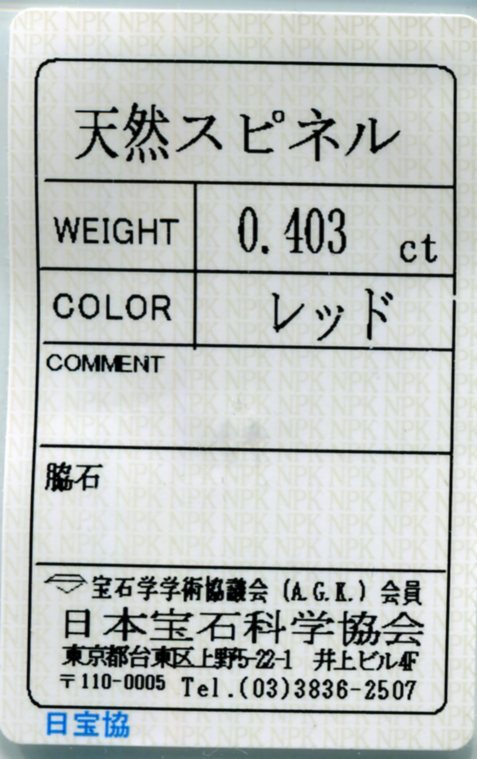 天然スピネル
WEIGHT 0.403 ct
COLOR レッド
COMMENT
脇石
宝石学学術協議会 (A.G.K.) 会員
日本宝石科学協会
東京都台東区上野5-22-1 井上ビル4F
〒110-0005 Tel.(03)3836-2507
日宝協